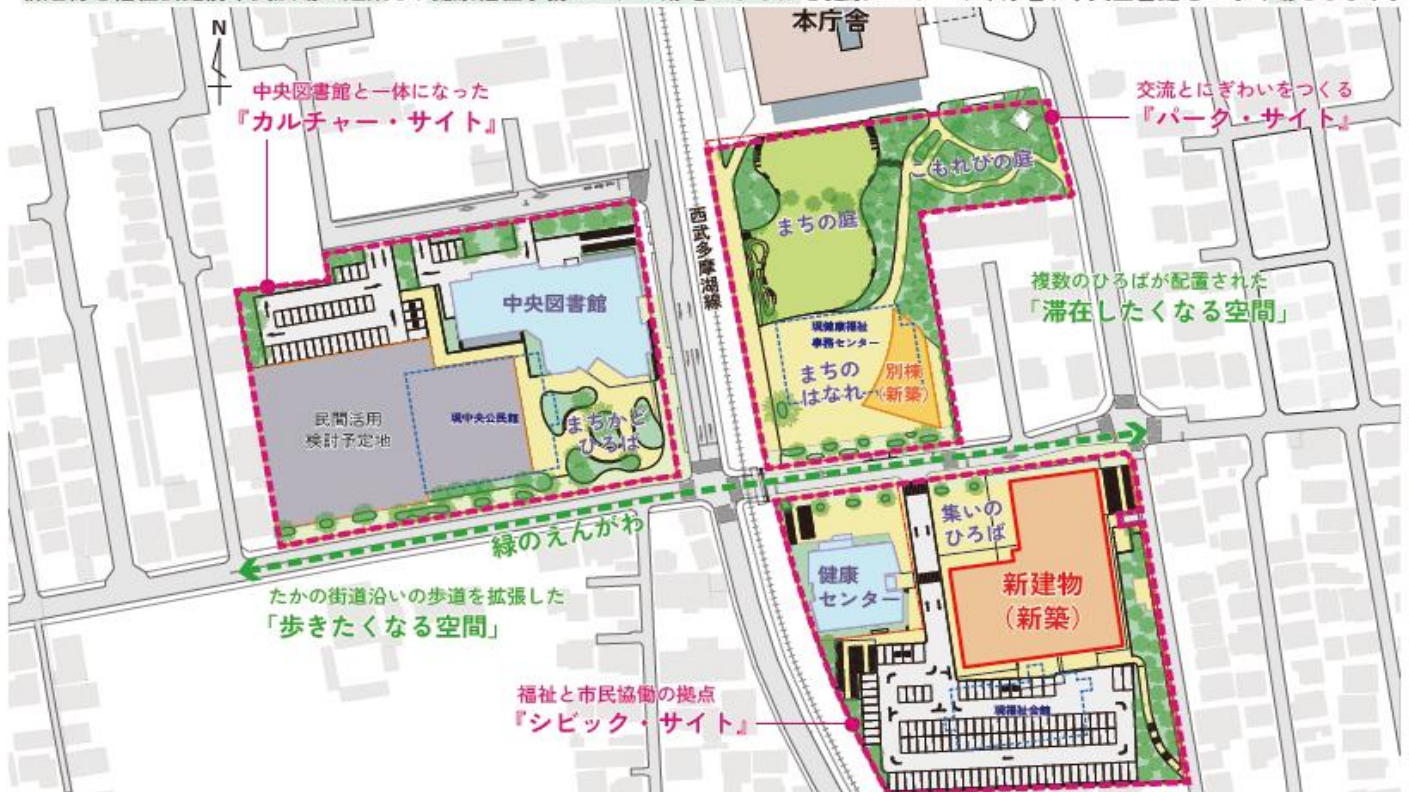 本庁舎
N
中央図書館と一体になった
『カルチャー・サイト』
交流とにぎわいをつくる
『パーク・サイト』
こもれびの庭
まちの庭
西武多摩湖線
複数のひろばが配置された
「滞在したくなる空間」
中央図書館
現健康福祉
事務センター
まちの
はなれ
別棟
(新築)
民間活用
検討予定地
現中央公民館
まちかど
ひろば
緑のえんがわ
集いの
ひろば
たかの街道沿いの歩道を拡張した
「歩きたくなる空間」
健康
センター
新建物
(新築)
福祉と市民協働の拠点
『シビック・サイト』
現福祉会館